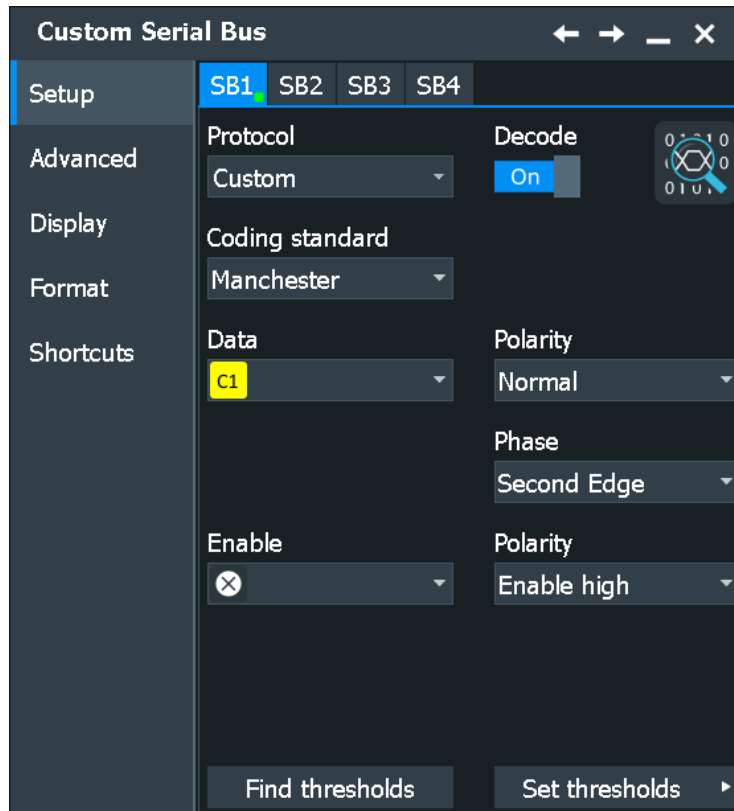 Custom Serial Bus
Setup
Advanced
Display
Format
Shortcuts
SB1 SB2 SB3 SB4
Protocol Decode
Custom On
Coding standard
Manchester
Data Polarity
C1 Normal
Phase
Second Edge
Enable Polarity
Enable high
Find thresholds Set thresholds